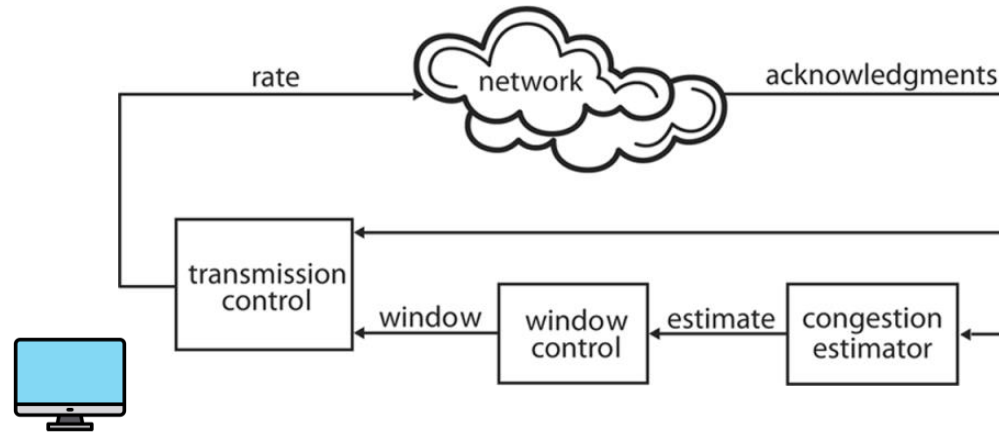 rate
network
acknowledgments
transmission
control
window
window
control
estimate
congestion
estimator